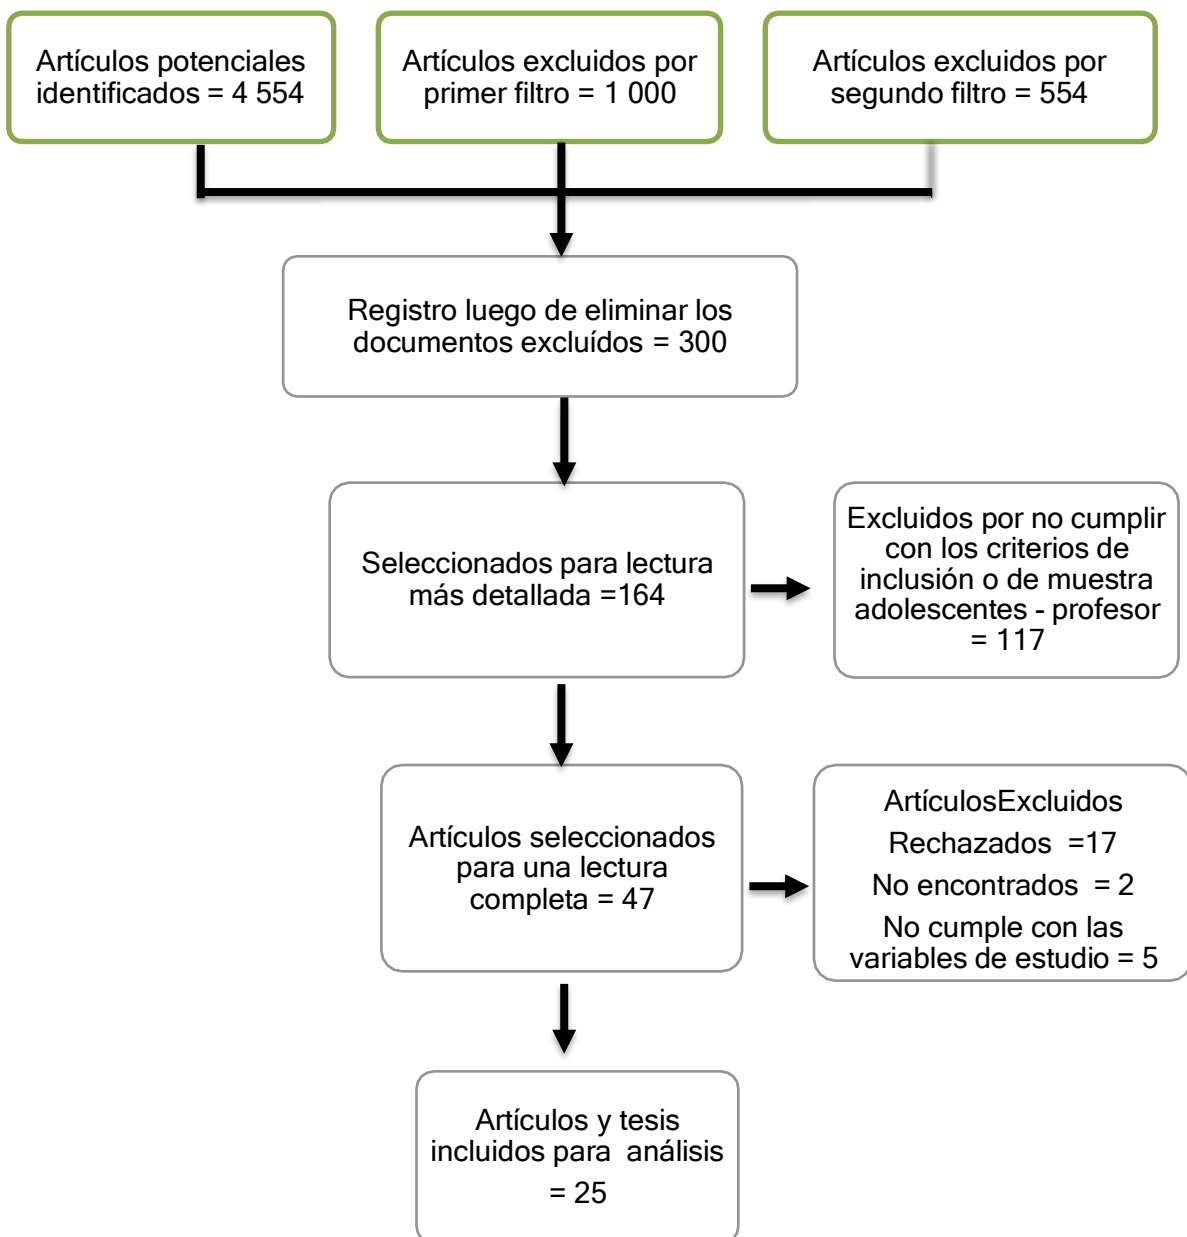 Artículos potenciales
identificados = 4 554
Artículos excluidos por
primer filtro = 1 000
Artículos excluidos por
segundo filtro = 554
Registro luego de eliminar los
documentos excluídos = 300
Seleccionados para lectura
más detallada =164
Excluidos por no cumplir
con los criterios de
inclusión o de muestra
adolescentes - profesor
= 117
Artículos seleccionados
para una lectura
completa = 47
ArtículosExcluidos
Rechazados =17
No encontrados = 2
No cumple con las
variables de estudio = 5
Artículos y tesis
incluidos para análisis
= 25